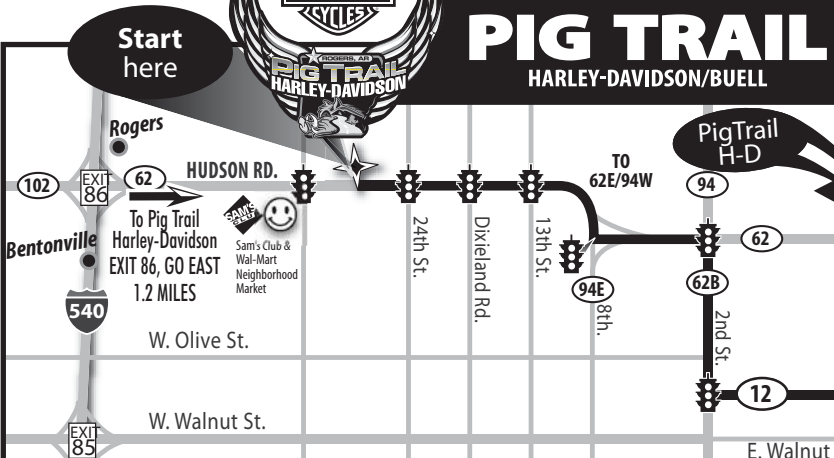 CYCLES
ROGERS, AR
PIG TRAIL
HARLEY-DAVIDSON
PIG TRAIL
HARLEY-DAVIDSON/BUELL
Start
here
Rogers
102
EXIT
86
62
HUDSON RD.
To Pig Trail
Harley-Davidson
EXIT 86, GO EAST
1.2 MILES
SAM'S
CLUB
Sam's Club &
Wal-Mart
Neighborhood
Market
Bentonville
540
24th St.
Dixieland Rd.
13th St.
TO
62E/94W
PigTrail
H-D
94
62
94E
8th.
62B
2nd St.
12
W. Olive St.
W. Walnut St.
EXIT
85
E. Walnut